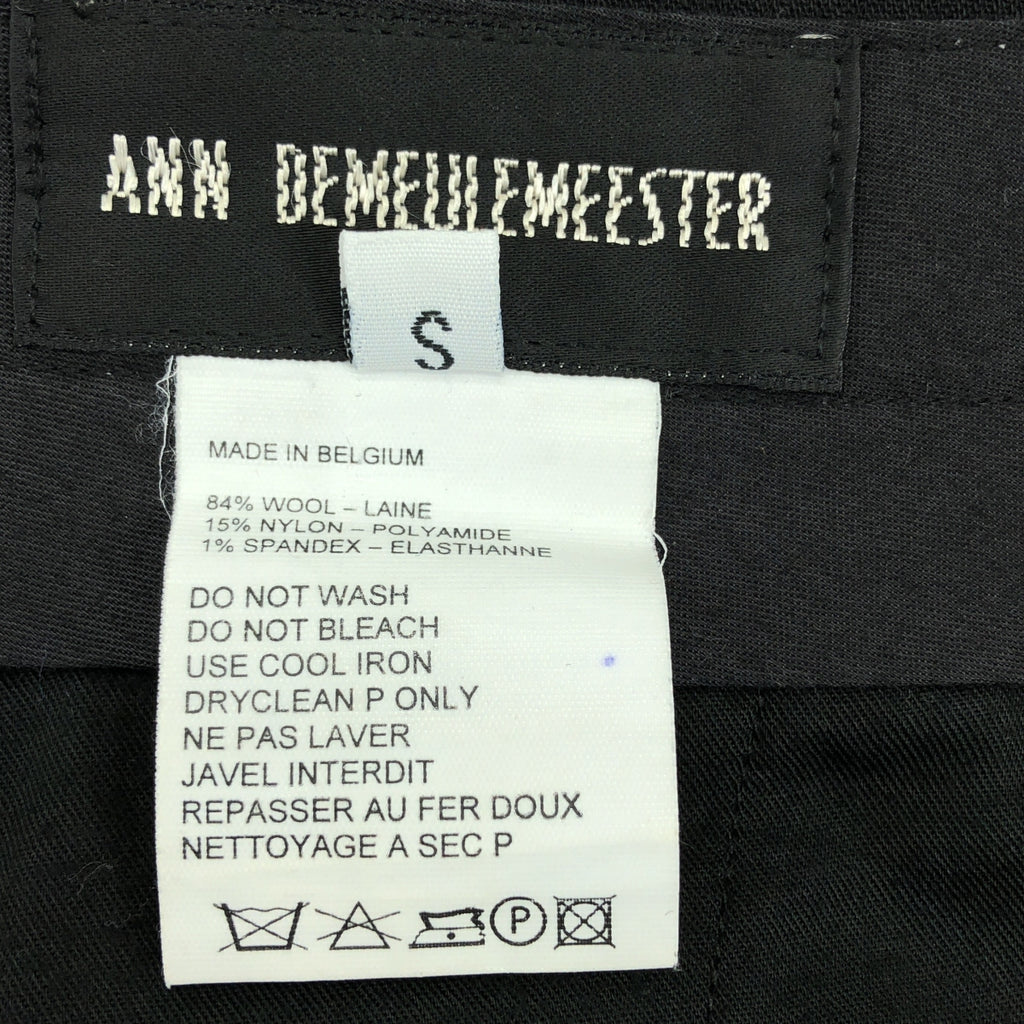 ANN DEMEULEMEESTER
S
MADE IN BELGIUM
84% WOOL – LAINE
15% NYLON – POLYAMIDE
1% SPANDEX – ELASTHANNE
DO NOT WASH
DO NOT BLEACH
USE COOL IRON
DRYCLEAN P ONLY
NE PAS LAVER
JAVEL INTERDIT
REPASSER AU FER DOUX
NETTOYAGE A SEC P
P